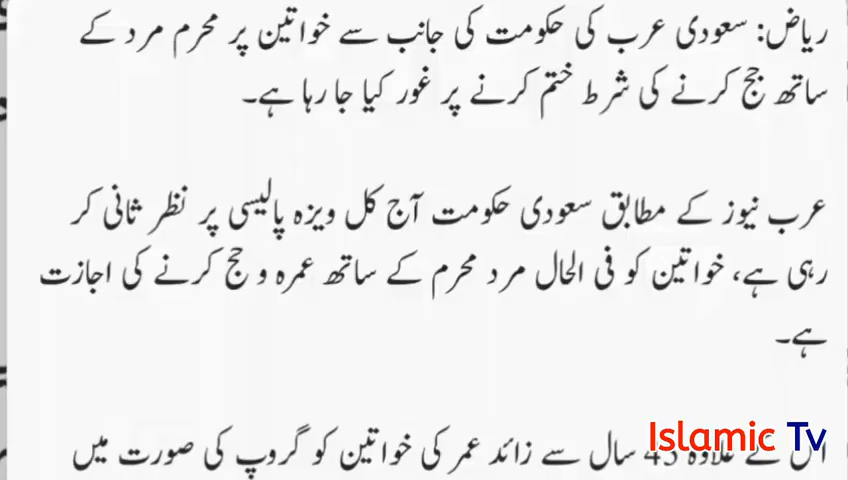 ریاض: سعودی عرب کی حکومت کی جانب سے خواتین پر محرم مرد کے
ساتھ حج کرنے کی شرط ختم کرنے پر غور کیا جا رہا ہے۔
عرب نیوز کے مطابق سعودی حکومت آج کل ویزہ پالیسی پر نظر ثانی کر
رہی ہے، خواتین کو فی الحال مرد محرم کے ساتھ عمرہ و حج کرنے کی اجازت
ہے۔
اس کے علاوہ 45 سال سے زائد عمر کی خواتین کو گروپ کی صورت میں
Islamic Tv